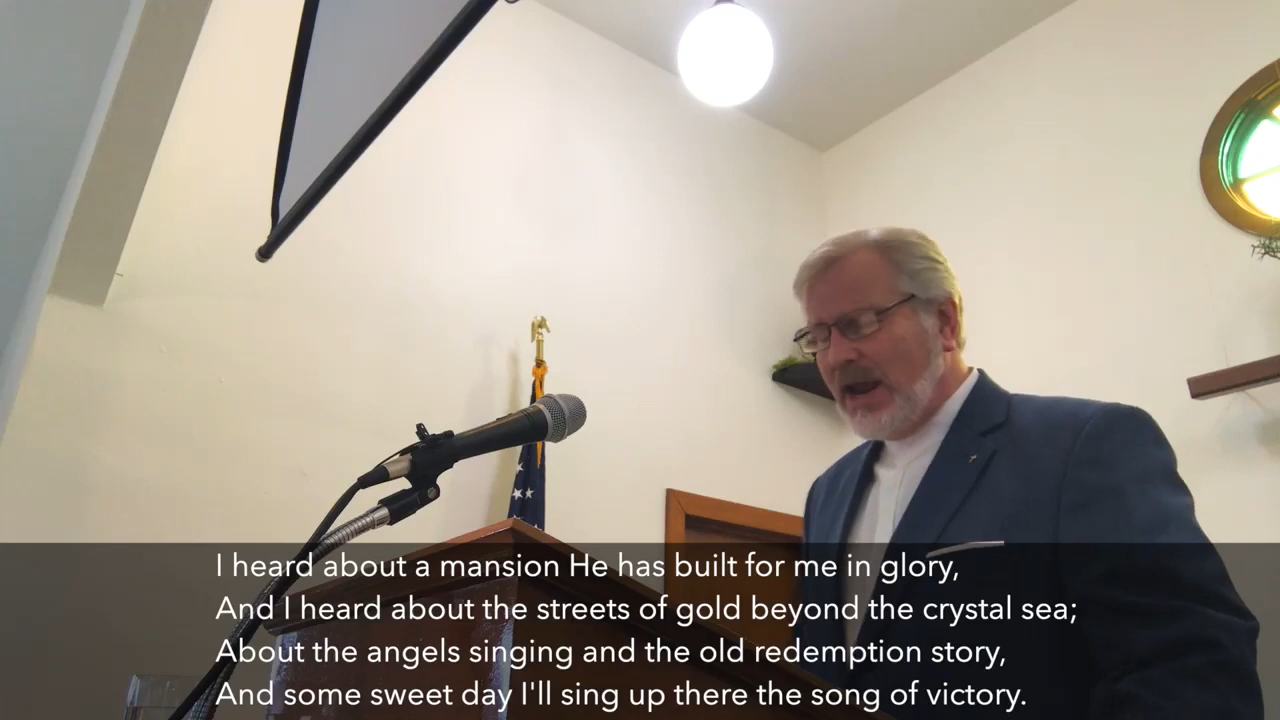 I heard about a mansion He has built for me in glory,
And I heard about the streets of gold beyond the crystal sea;
About the angels singing and the old redemption story,
And some sweet day I'll sing up there the song of victory.